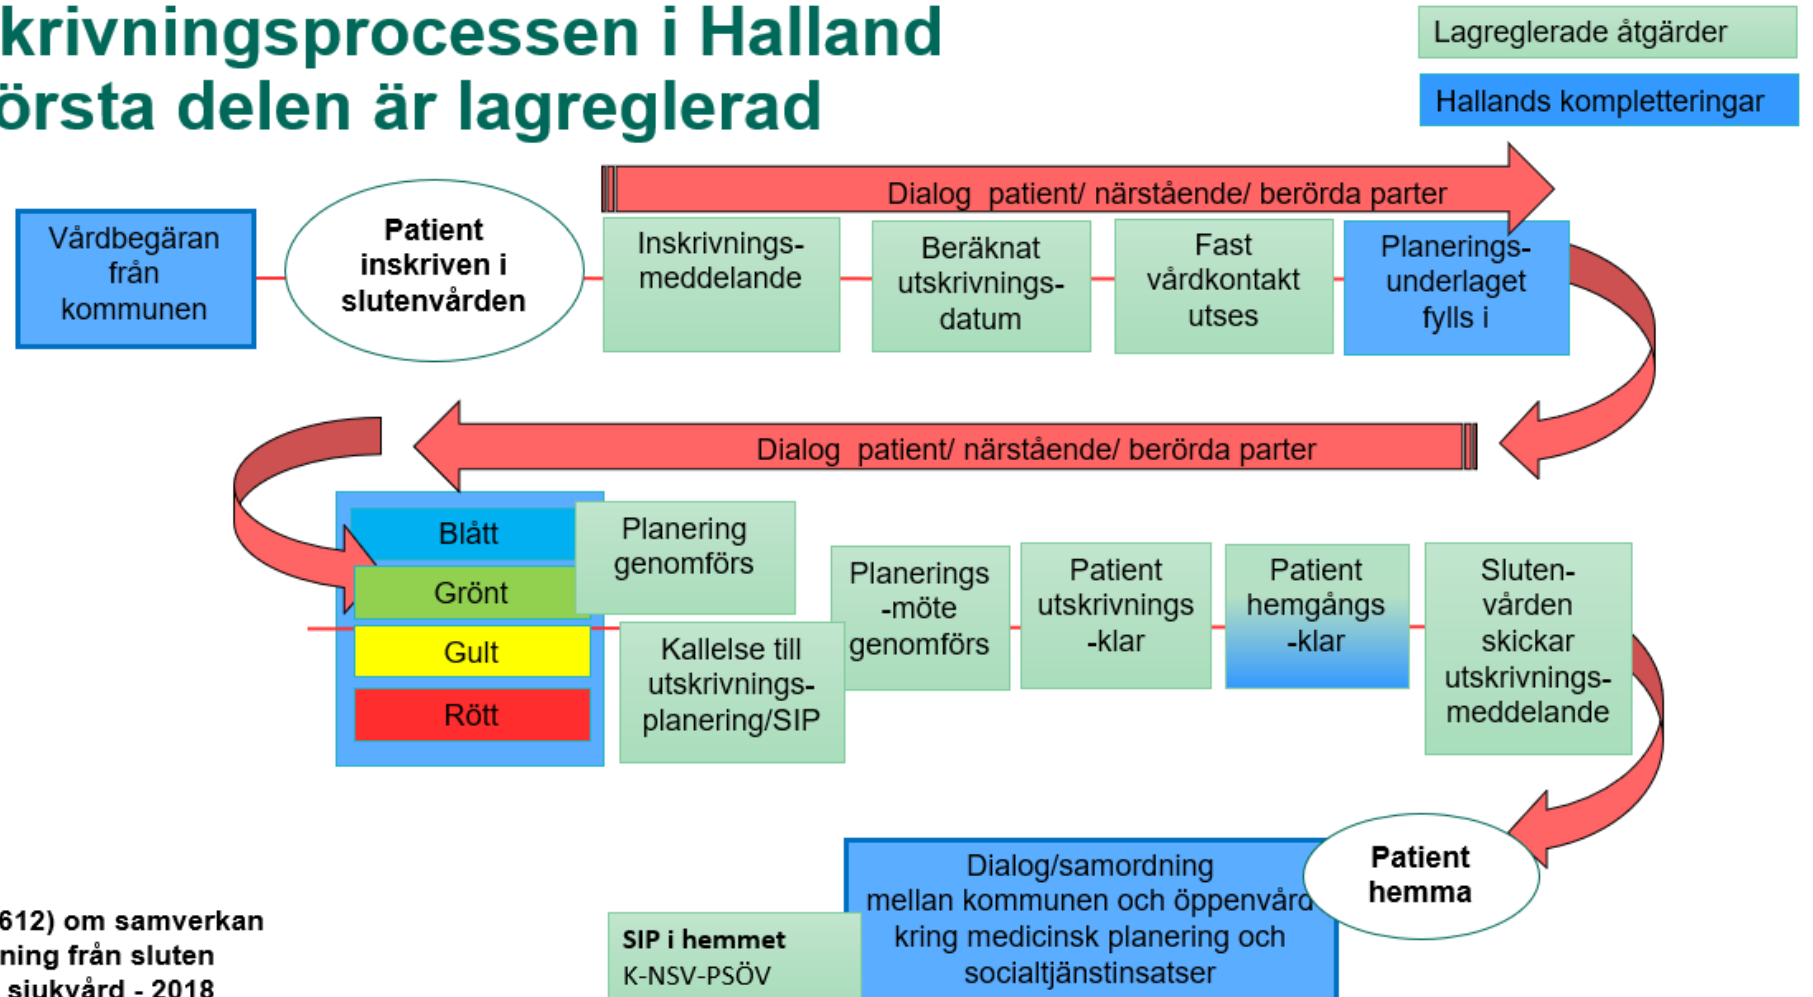 krivningsprocessen i Halland
örsta delen är lagreglerad
Lagreglerade åtgärder
Hallands kompletteringar
Dialog patient/ närstående/ berörda parter
Vårdbegäran
från
kommunen
Patient
inskriven i
slutenvården
Inskrivnings-
meddelande
Beräknat
utskrivnings-
datum
Fast
vårdkontakt
utses
Planerings-
underlaget
fylls i
Dialog patient/ närstående/ berörda parter
Blått
Grönt
Gult
Rött
Planering
genomförs
Kallelse till
utskrivnings-
planering/SIP
Planerings
-möte
genomförs
Patient
utskrivnings
-klar
Patient
hemgångs
-klar
Sluten-
vården
skickar
utskrivnings-
meddelande
Patient
hemma
Dialog/samordning
mellan kommunen och öppenvård
kring medicinsk planering och
socialtjänstinsatser
SIP i hemmet
K-NSV-PSÖV
612) om samverkan
ning från sluten
sjukvård - 2018